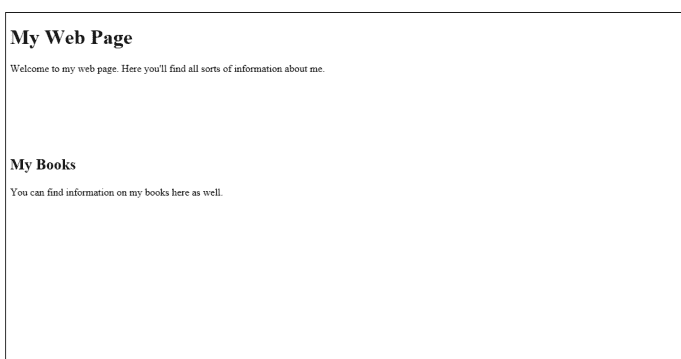 My Web Page
Welcome to my web page. Here you'll find all sorts of information about me.
My Books
You can find information on my books here as well.